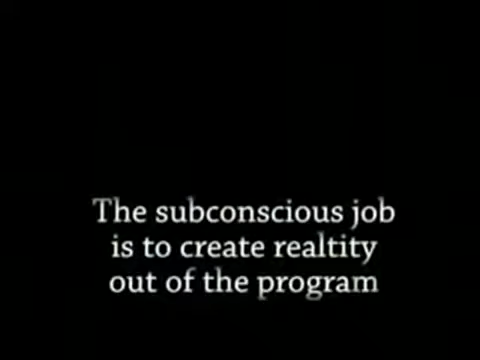 The subconscious job
is to create realtity
out of the program